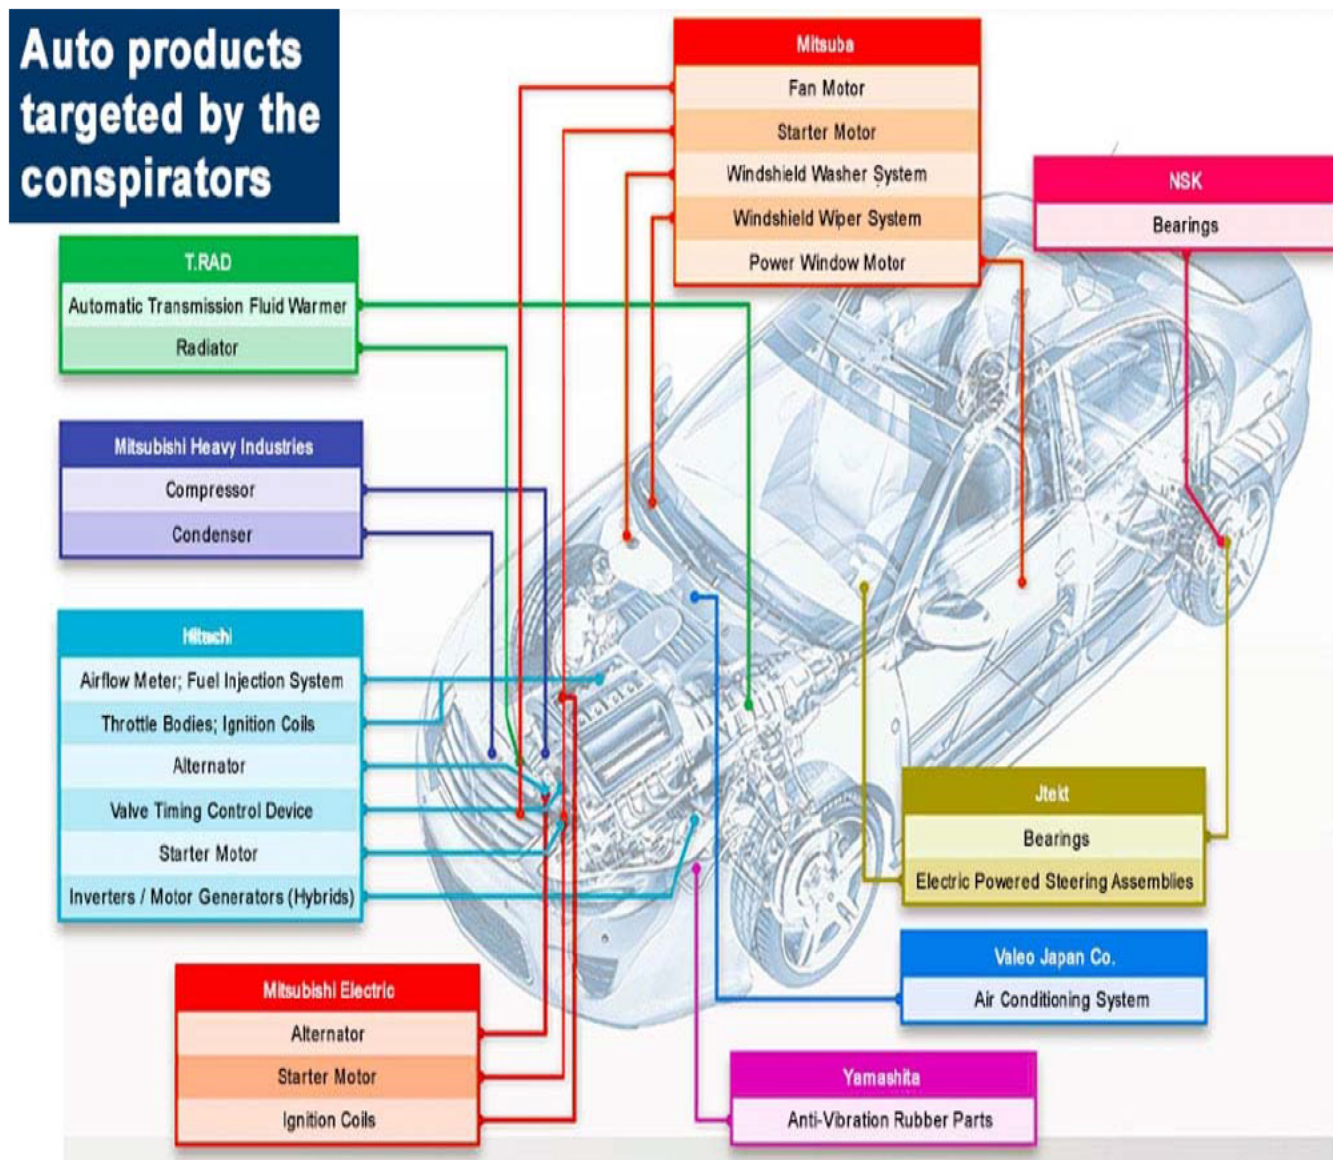 Auto products
targeted by the
conspirators
Mitsuba
Fan Motor
Starter Motor
Windshield Washer System
Windshield Wiper System
Power Window Motor
NSK
Bearings
T.RAD
Automatic Transmission Fluid Warmer
Radiator
Mitsubishi Heavy Industries
Compressor
Condenser
Hitachi
Airflow Meter; Fuel Injection System
Throttle Bodies; Ignition Coils
Alternator
Valve Timing Control Device
Starter Motor
Inverters / Motor Generators (Hybrids)
Jtekt
Bearings
Electric Powered Steering Assemblies
Valeo Japan Co.
Air Conditioning System
Mitsubishi Electric
Alternator
Starter Motor
Ignition Coils
Yamashita
Anti-Vibration Rubber Parts